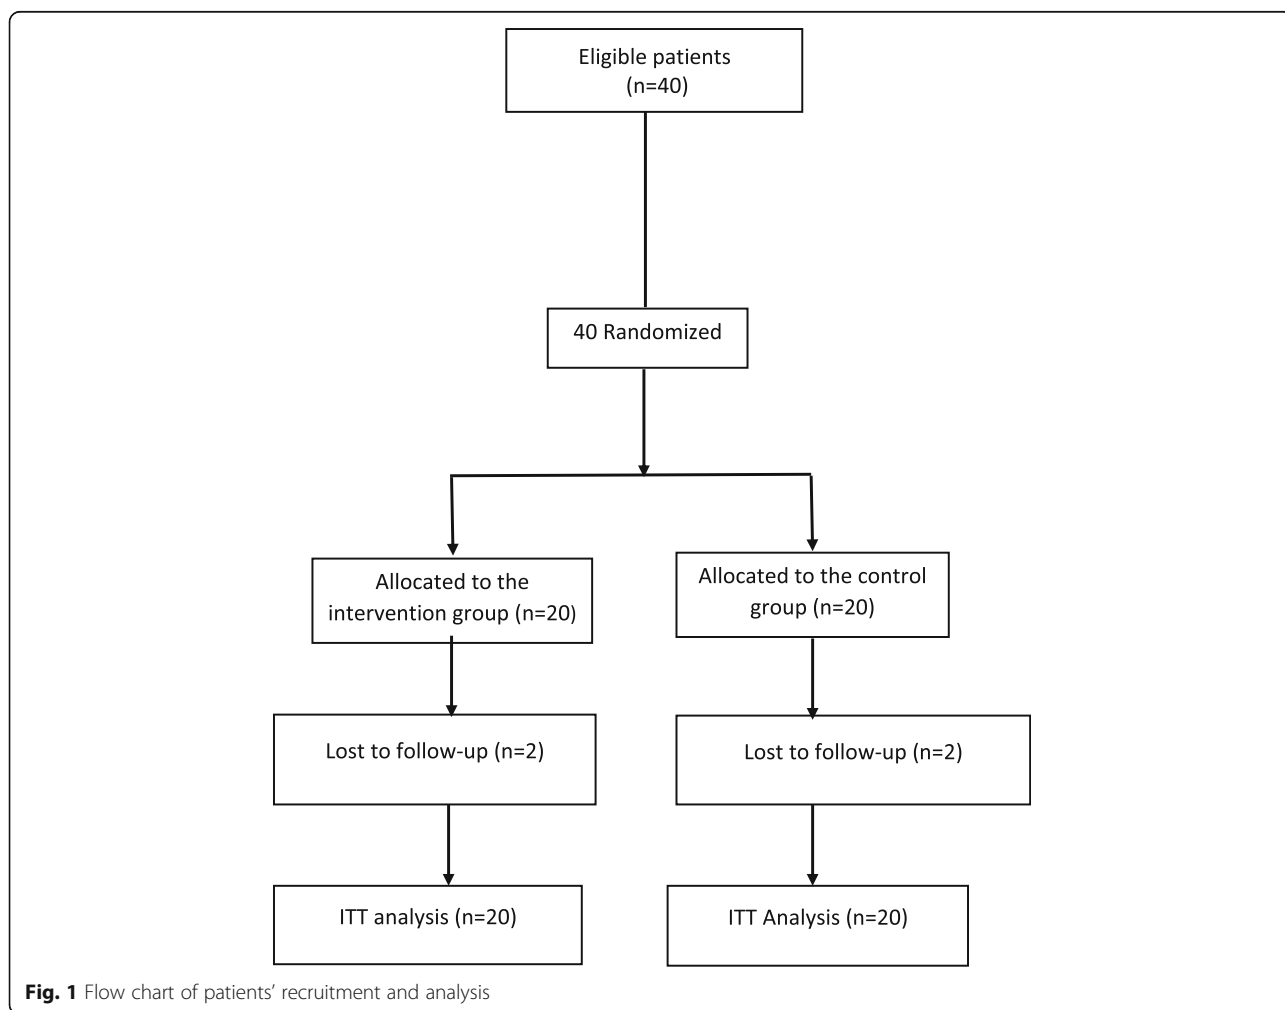 Eligible patients
(n=40)
40 Randomized
Allocated to the
intervention group (n=20)
Allocated to the control
group (n=20)
Lost to follow-up (n=2)
Lost to follow-up (n=2)
ITT analysis (n=20)
ITT Analysis (n=20)
Fig. 1 Flow chart of patients’ recruitment and analysis